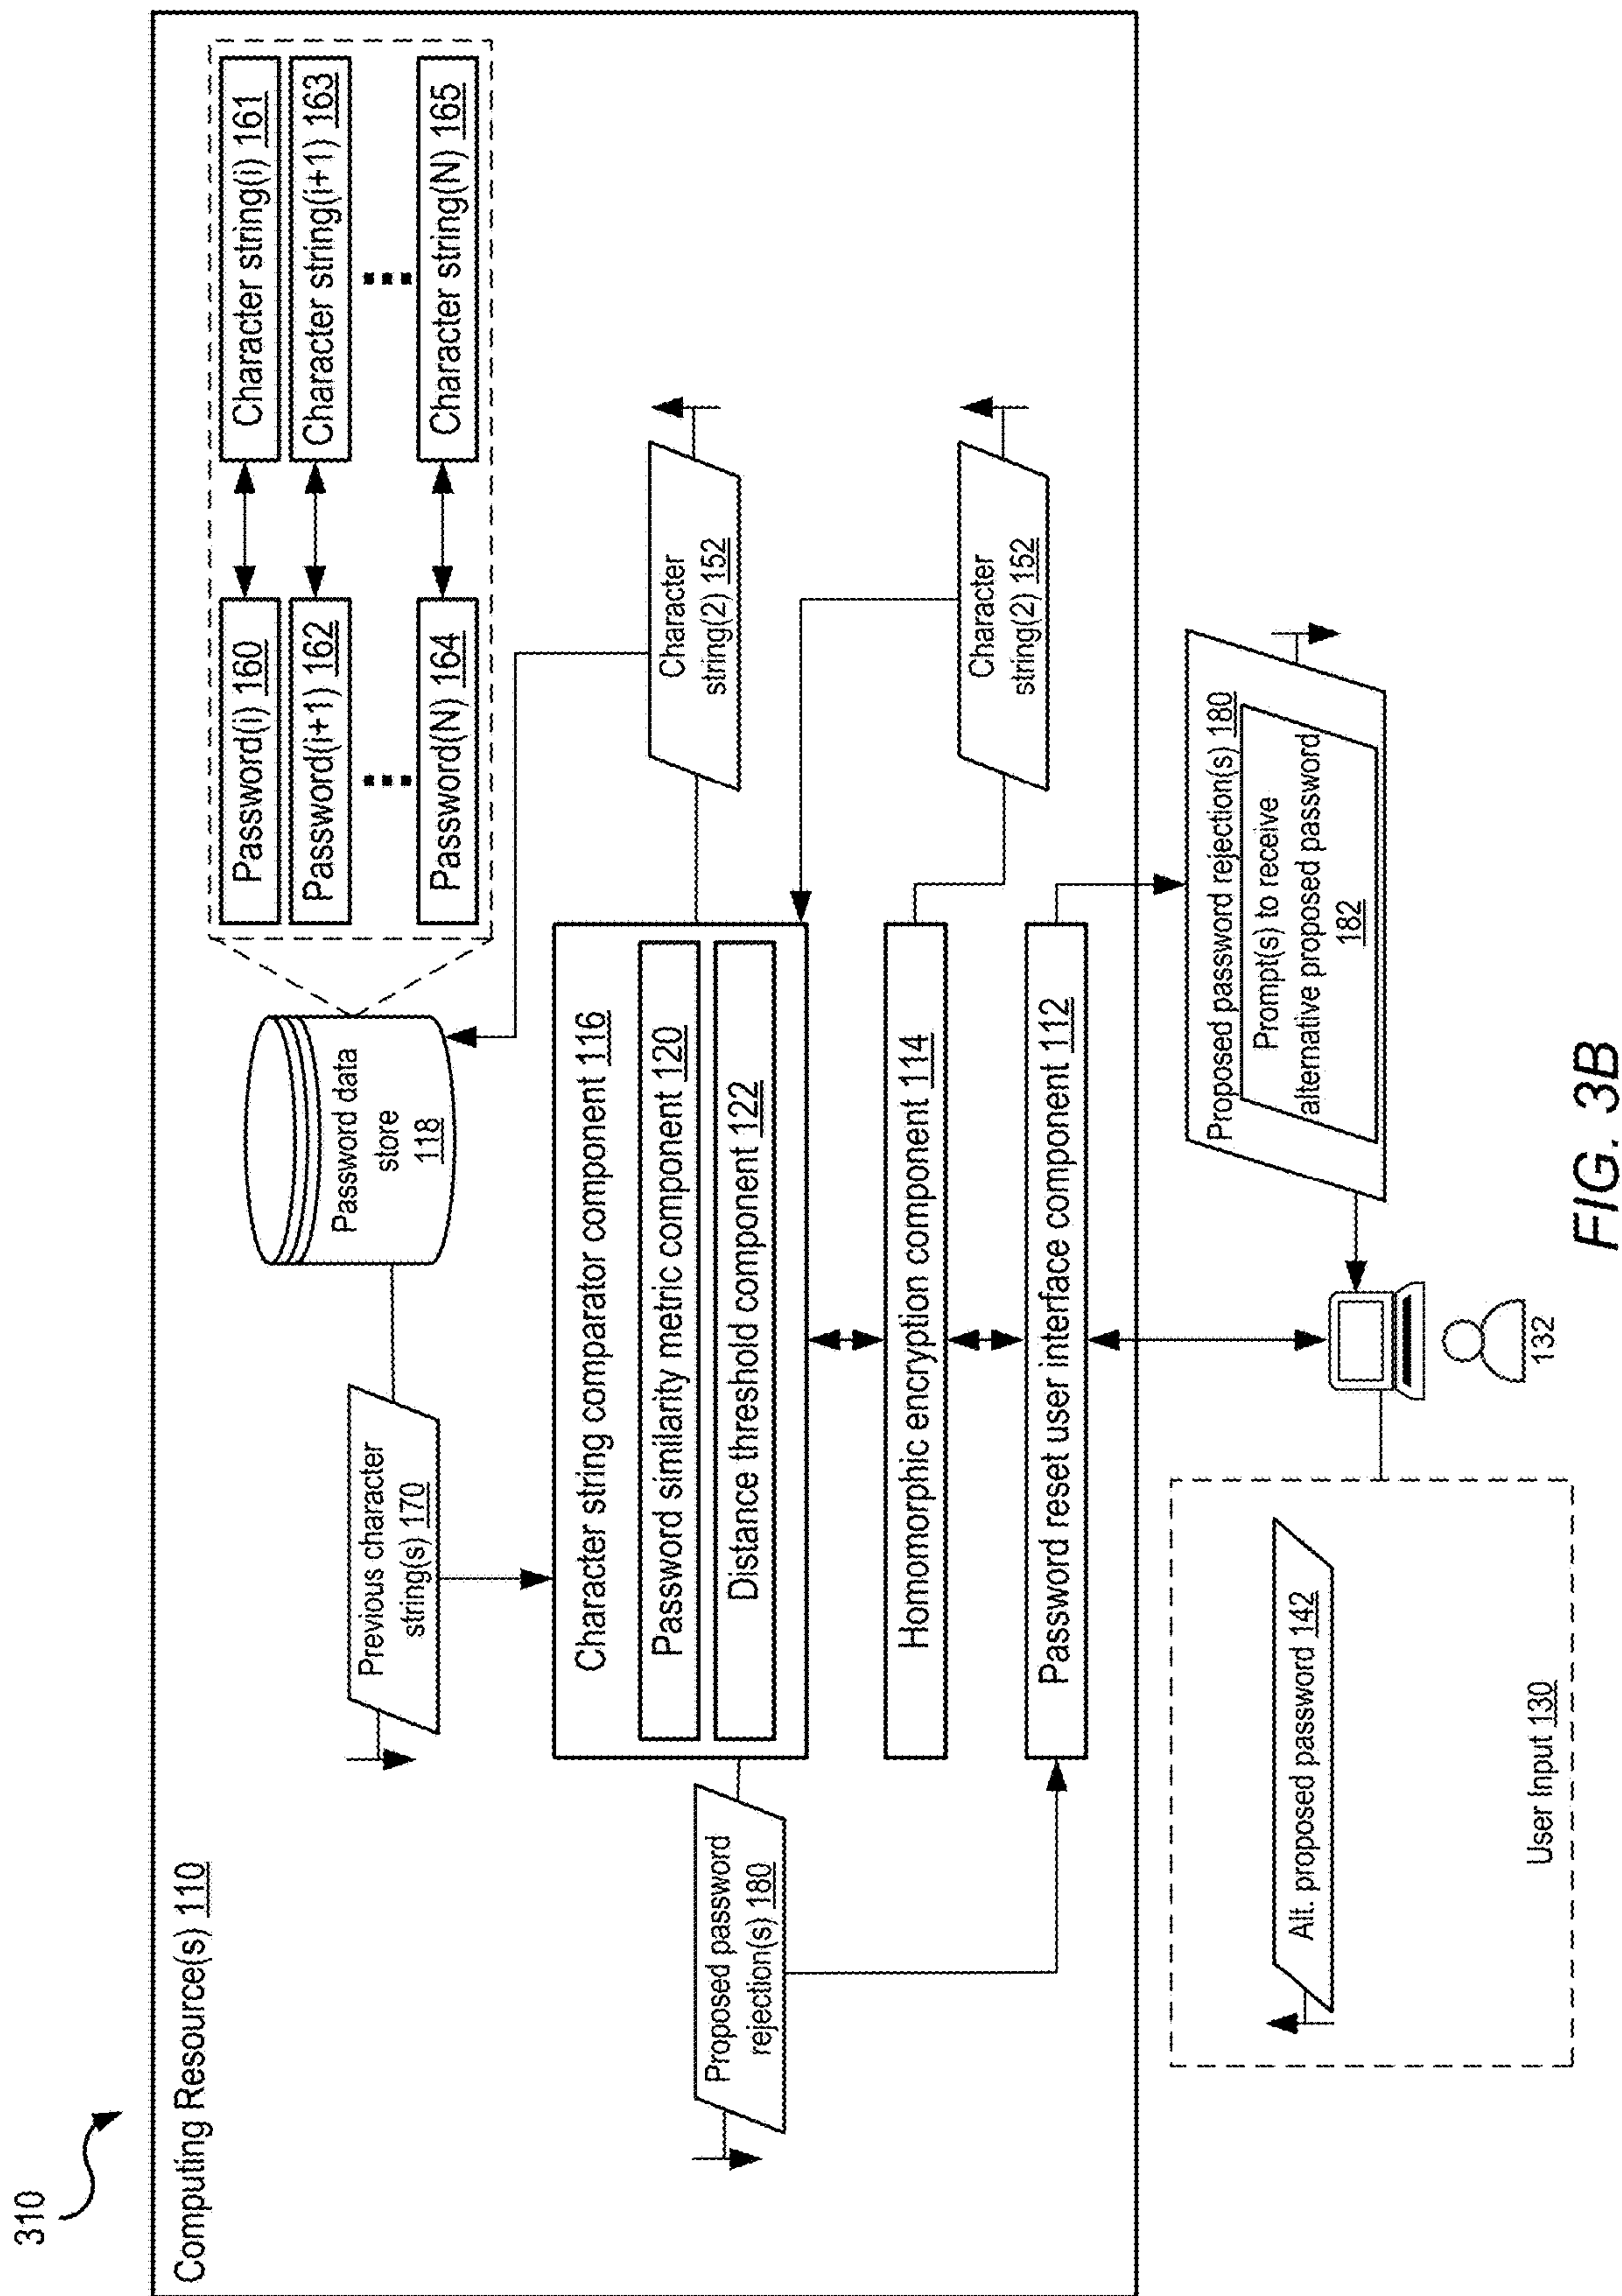 310
Computing Resource(s) 110
Password(i) 160
Character string(i) 161
Password(i+1) 162
Character string(i+1) 163
Password(N) 164
Character string(N) 165
Password data
store
118
Previous character
string(s) 170
Character string comparator component 116
Password similarity metric component 120
Distance threshold component 122
Character
string(2) 152
Proposed password
rejection(s) 180
Homomorphic encryption component 114
Character
string(2) 152
Password reset user interface component 112
Proposed password rejection(s) 180
Prompt(s) to receive
alternative proposed password
182
Alt. proposed password 142
User Input 130
132
FIG. 3B